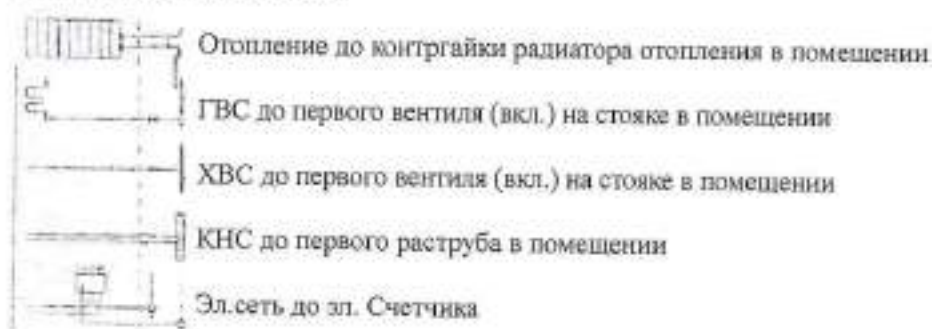 Отопление до контргайки радиатора отопления в помещении
ГВС до первого вентиля (вкл.) на стояке в помещении
ХВС до первого вентиля (вкл.) на стояке в помещении
КНС до первого раструба в помещении
Эл.сеть до эл. Счетчика